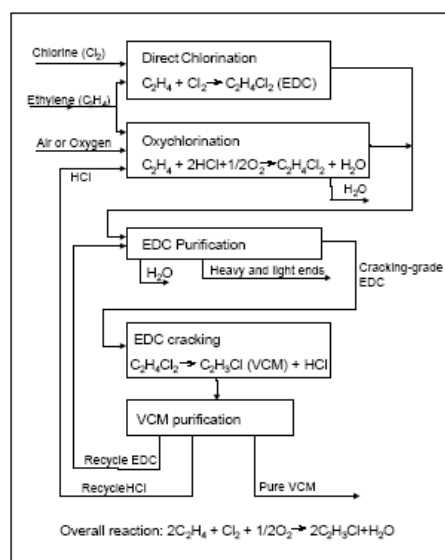 Chlorine (Cl₂)
Direct Chlorination
C₂H₄ + Cl₂→C₂H₄Cl₂ (EDC)
Ethylene (C₂H₄)
Oxychlorination
Air or Oxygen
C₂H₄ + 2HCl+1/2O₂→C₂H₄Cl₂ + H₂O
HCl
H₂O
EDC Purification
H₂O
Heavy and light ends
Cracking-grade
EDC
EDC cracking
C₂H₄Cl₂→C₂H₃Cl (VCM) + HCl
VCM purification
Recycle EDC
RecycleHCl
Pure VCM
Overall reaction: 2C₂H₄ + Cl₂ + 1/2O₂→2C₂H₃Cl+H₂O